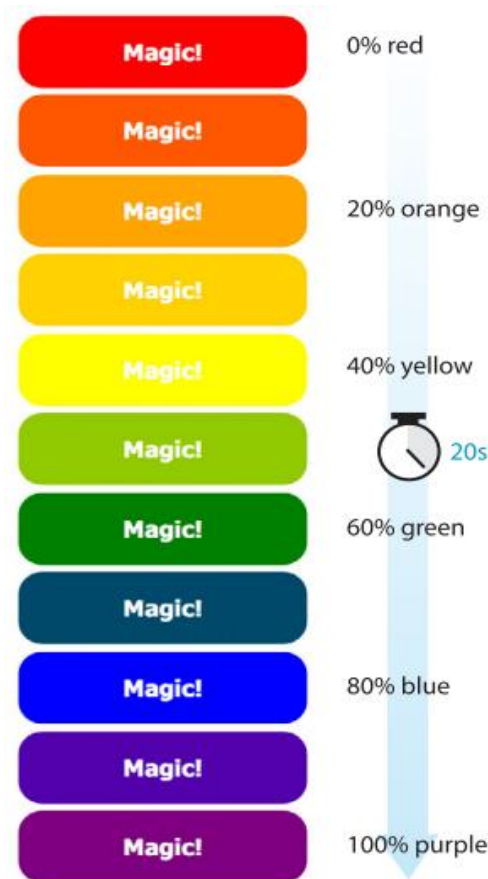 Magic! 0% red
Magic!
Magic! 20% orange
Magic!
Magic! 40% yellow
Magic! 20s
Magic! 60% green
Magic!
Magic! 80% blue
Magic!
Magic! 100% purple